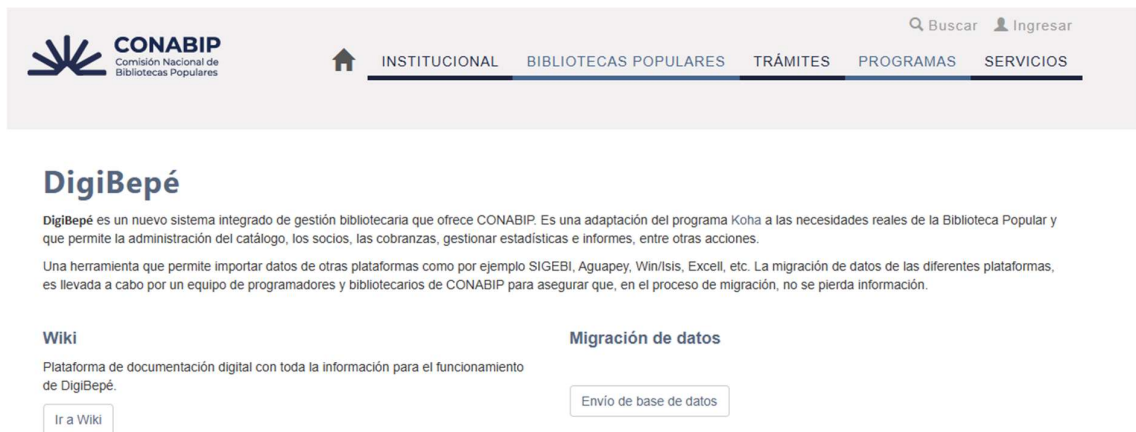 Buscar Ingresar
CONABIP
Comisión Nacional de
Bibliotecas Populares
INSTITUCIONAL BIBLIOTECAS POPULARES TRÁMITES PROGRAMAS SERVICIOS
DigiBepé
DigiBepé es un nuevo sistema integrado de gestión bibliotecaria que ofrece CONABIP. Es una adaptación del programa Koha a las necesidades reales de la Biblioteca Popular y
que permite la administración del catálogo, los socios, las cobranzas, gestionar estadísticas e informes, entre otras acciones.
Una herramienta que permite importar datos de otras plataformas como por ejemplo SIGEBI, Aguapey, Win/Isis, Excell, etc. La migración de datos de las diferentes plataformas,
es llevada a cabo por un equipo de programadores y bibliotecarios de CONABIP para asegurar que, en el proceso de migración, no se pierda información.
Wiki
Plataforma de documentación digital con toda la información para el funcionamiento
de DigiBepé.
Ir a Wiki
Migración de datos
Envío de base de datos